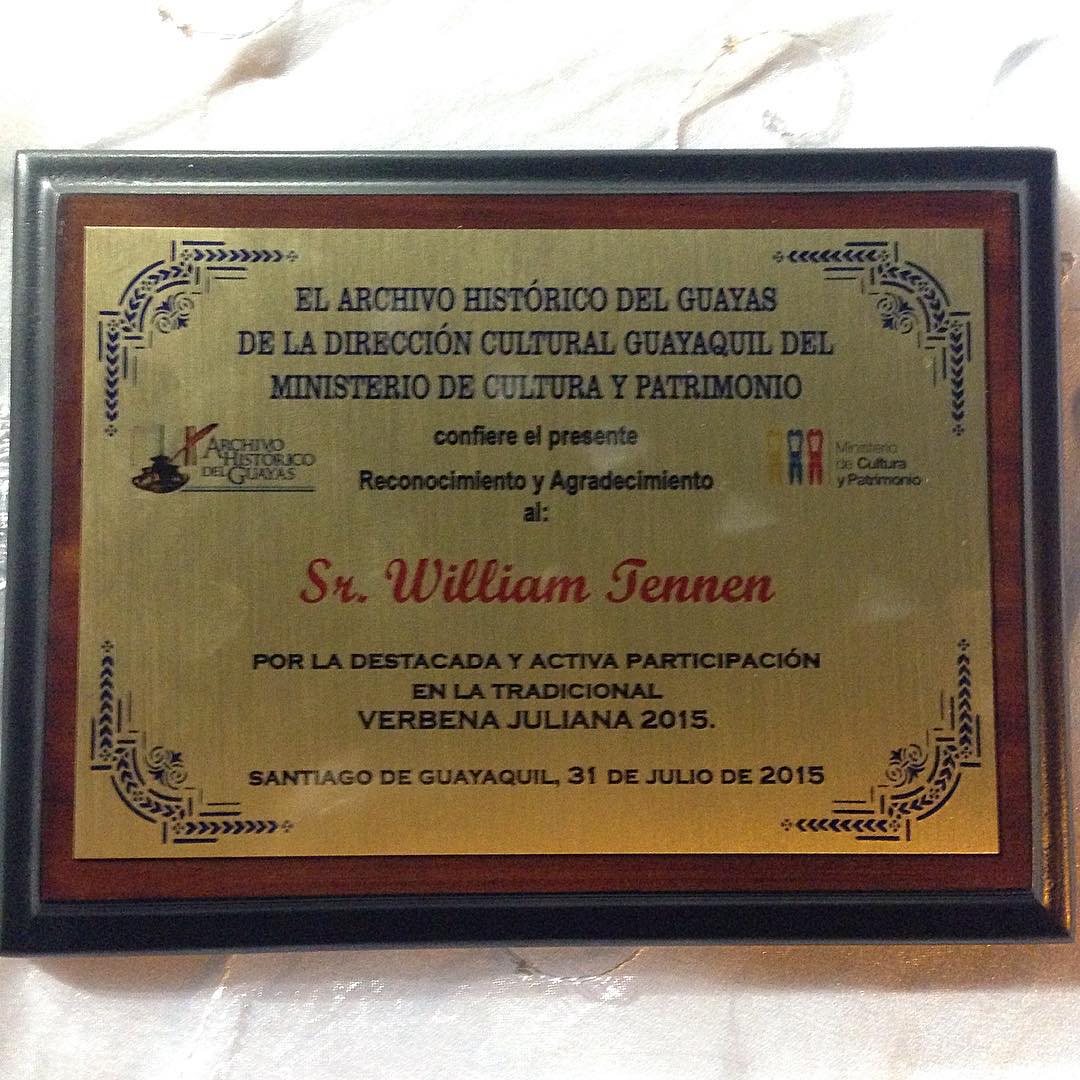 EL ARCHIVO HISTÓRICO DEL GUAYAS
DE LA DIRECCIÓN CULTURAL GUAYAQUIL DEL
MINISTERIO DE CULTURA Y PATRIMONIO
confiere el presente
ARCHIVO
HISTÓRICO
DEL GUAYAS
Ministerio
de Cultura
y Patrimonio
Reconocimiento y Agradecimiento
al:
Sr. William Tennen
POR LA DESTACADA Y ACTIVA PARTICIPACIÓN
EN LA TRADICIONAL
VERBENA JULIANA 2015.
SANTIAGO DE GUAYAQUIL, 31 DE JULIO DE 2015